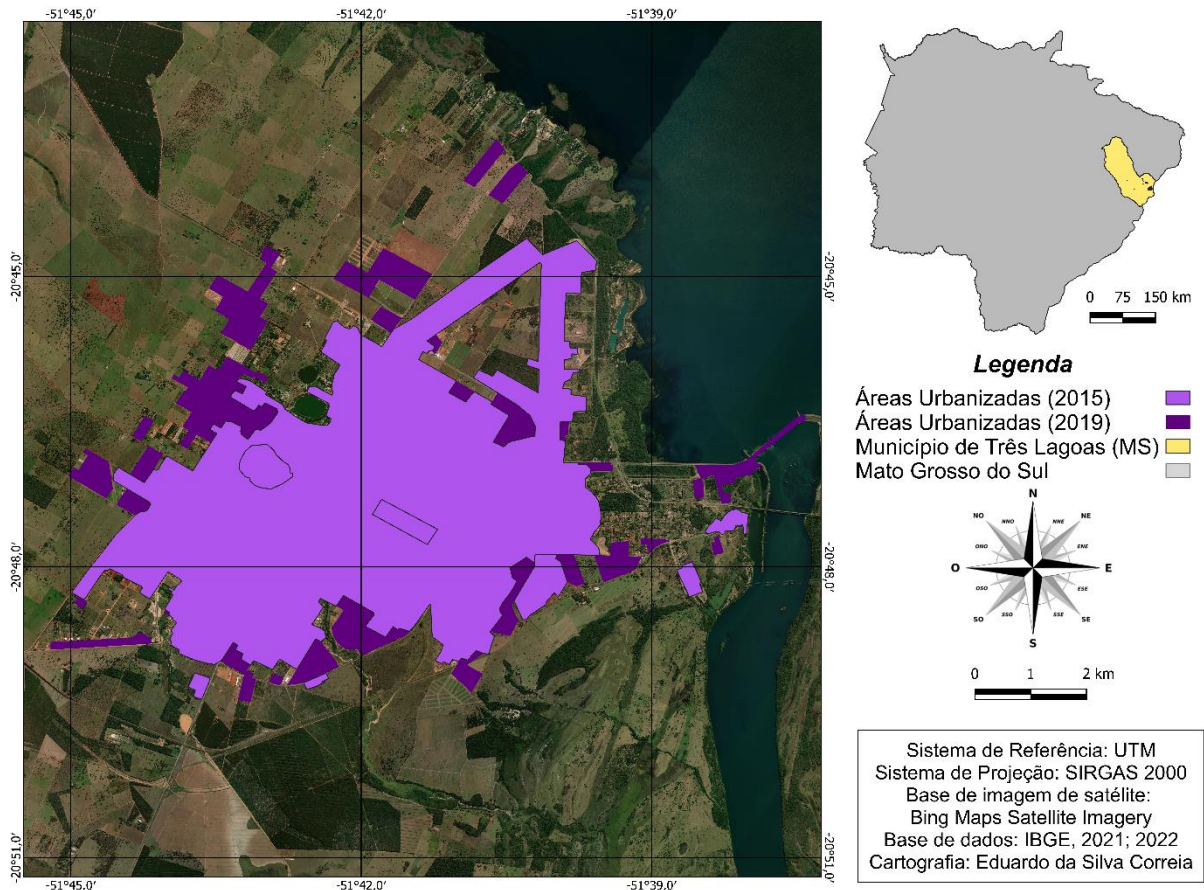 -51°45,0'
-51°42,0'
-51°39,0'
-20°45,0'
-20°45,0'
-20°48,0'
-20°48,0'
-20°51,0'
-20°51,0'
-51°45,0'
-51°42,0'
-51°39,0'
0 75 150 km
Legenda
Áreas Urbanizadas (2015)
Áreas Urbanizadas (2019)
Município de Três Lagoas (MS)
Mato Grosso do Sul
N
NNO
NNE
NO
NE
ONO
ENE
O
E
OSO
ESE
SO
SE
SSO
SSE
S
0 1 2 km
Sistema de Referência: UTM
Sistema de Projeção: SIRGAS 2000
Base de imagem de satélite:
Bing Maps Satellite Imagery
Base de dados: IBGE, 2021; 2022
Cartografia: Eduardo da Silva Correia